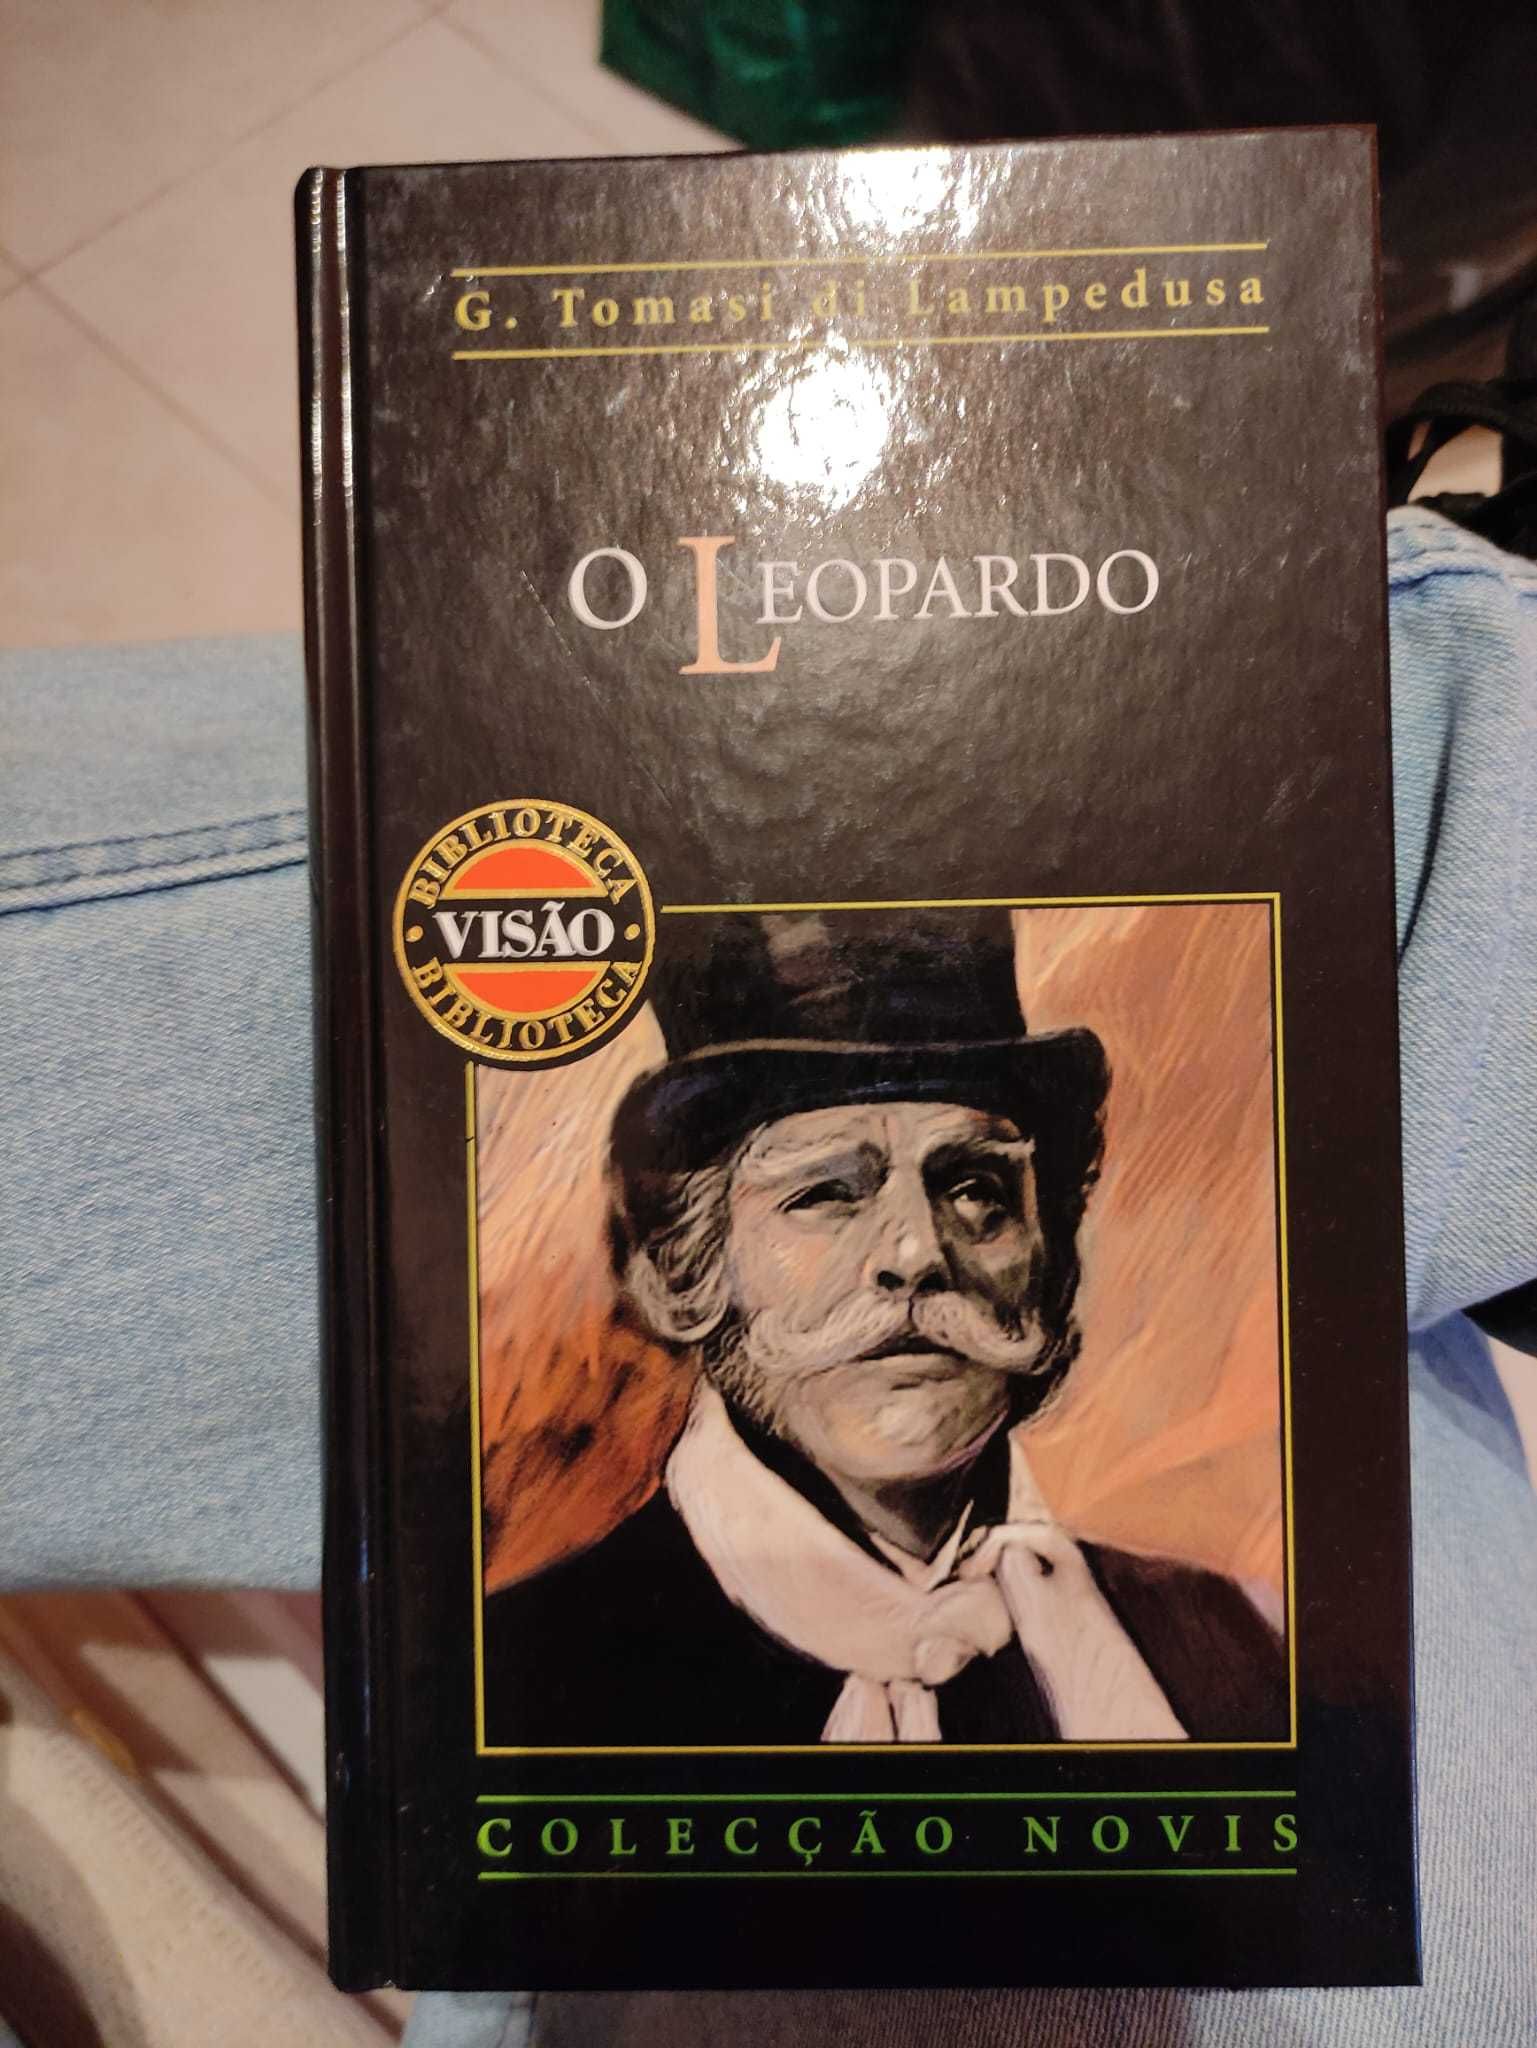 G. Tomasi di Lampedusa
O LEOPARDO
BIBLIOTECA
VISÃO
BIBLIOTECA
COLECÇÃO NOVIS